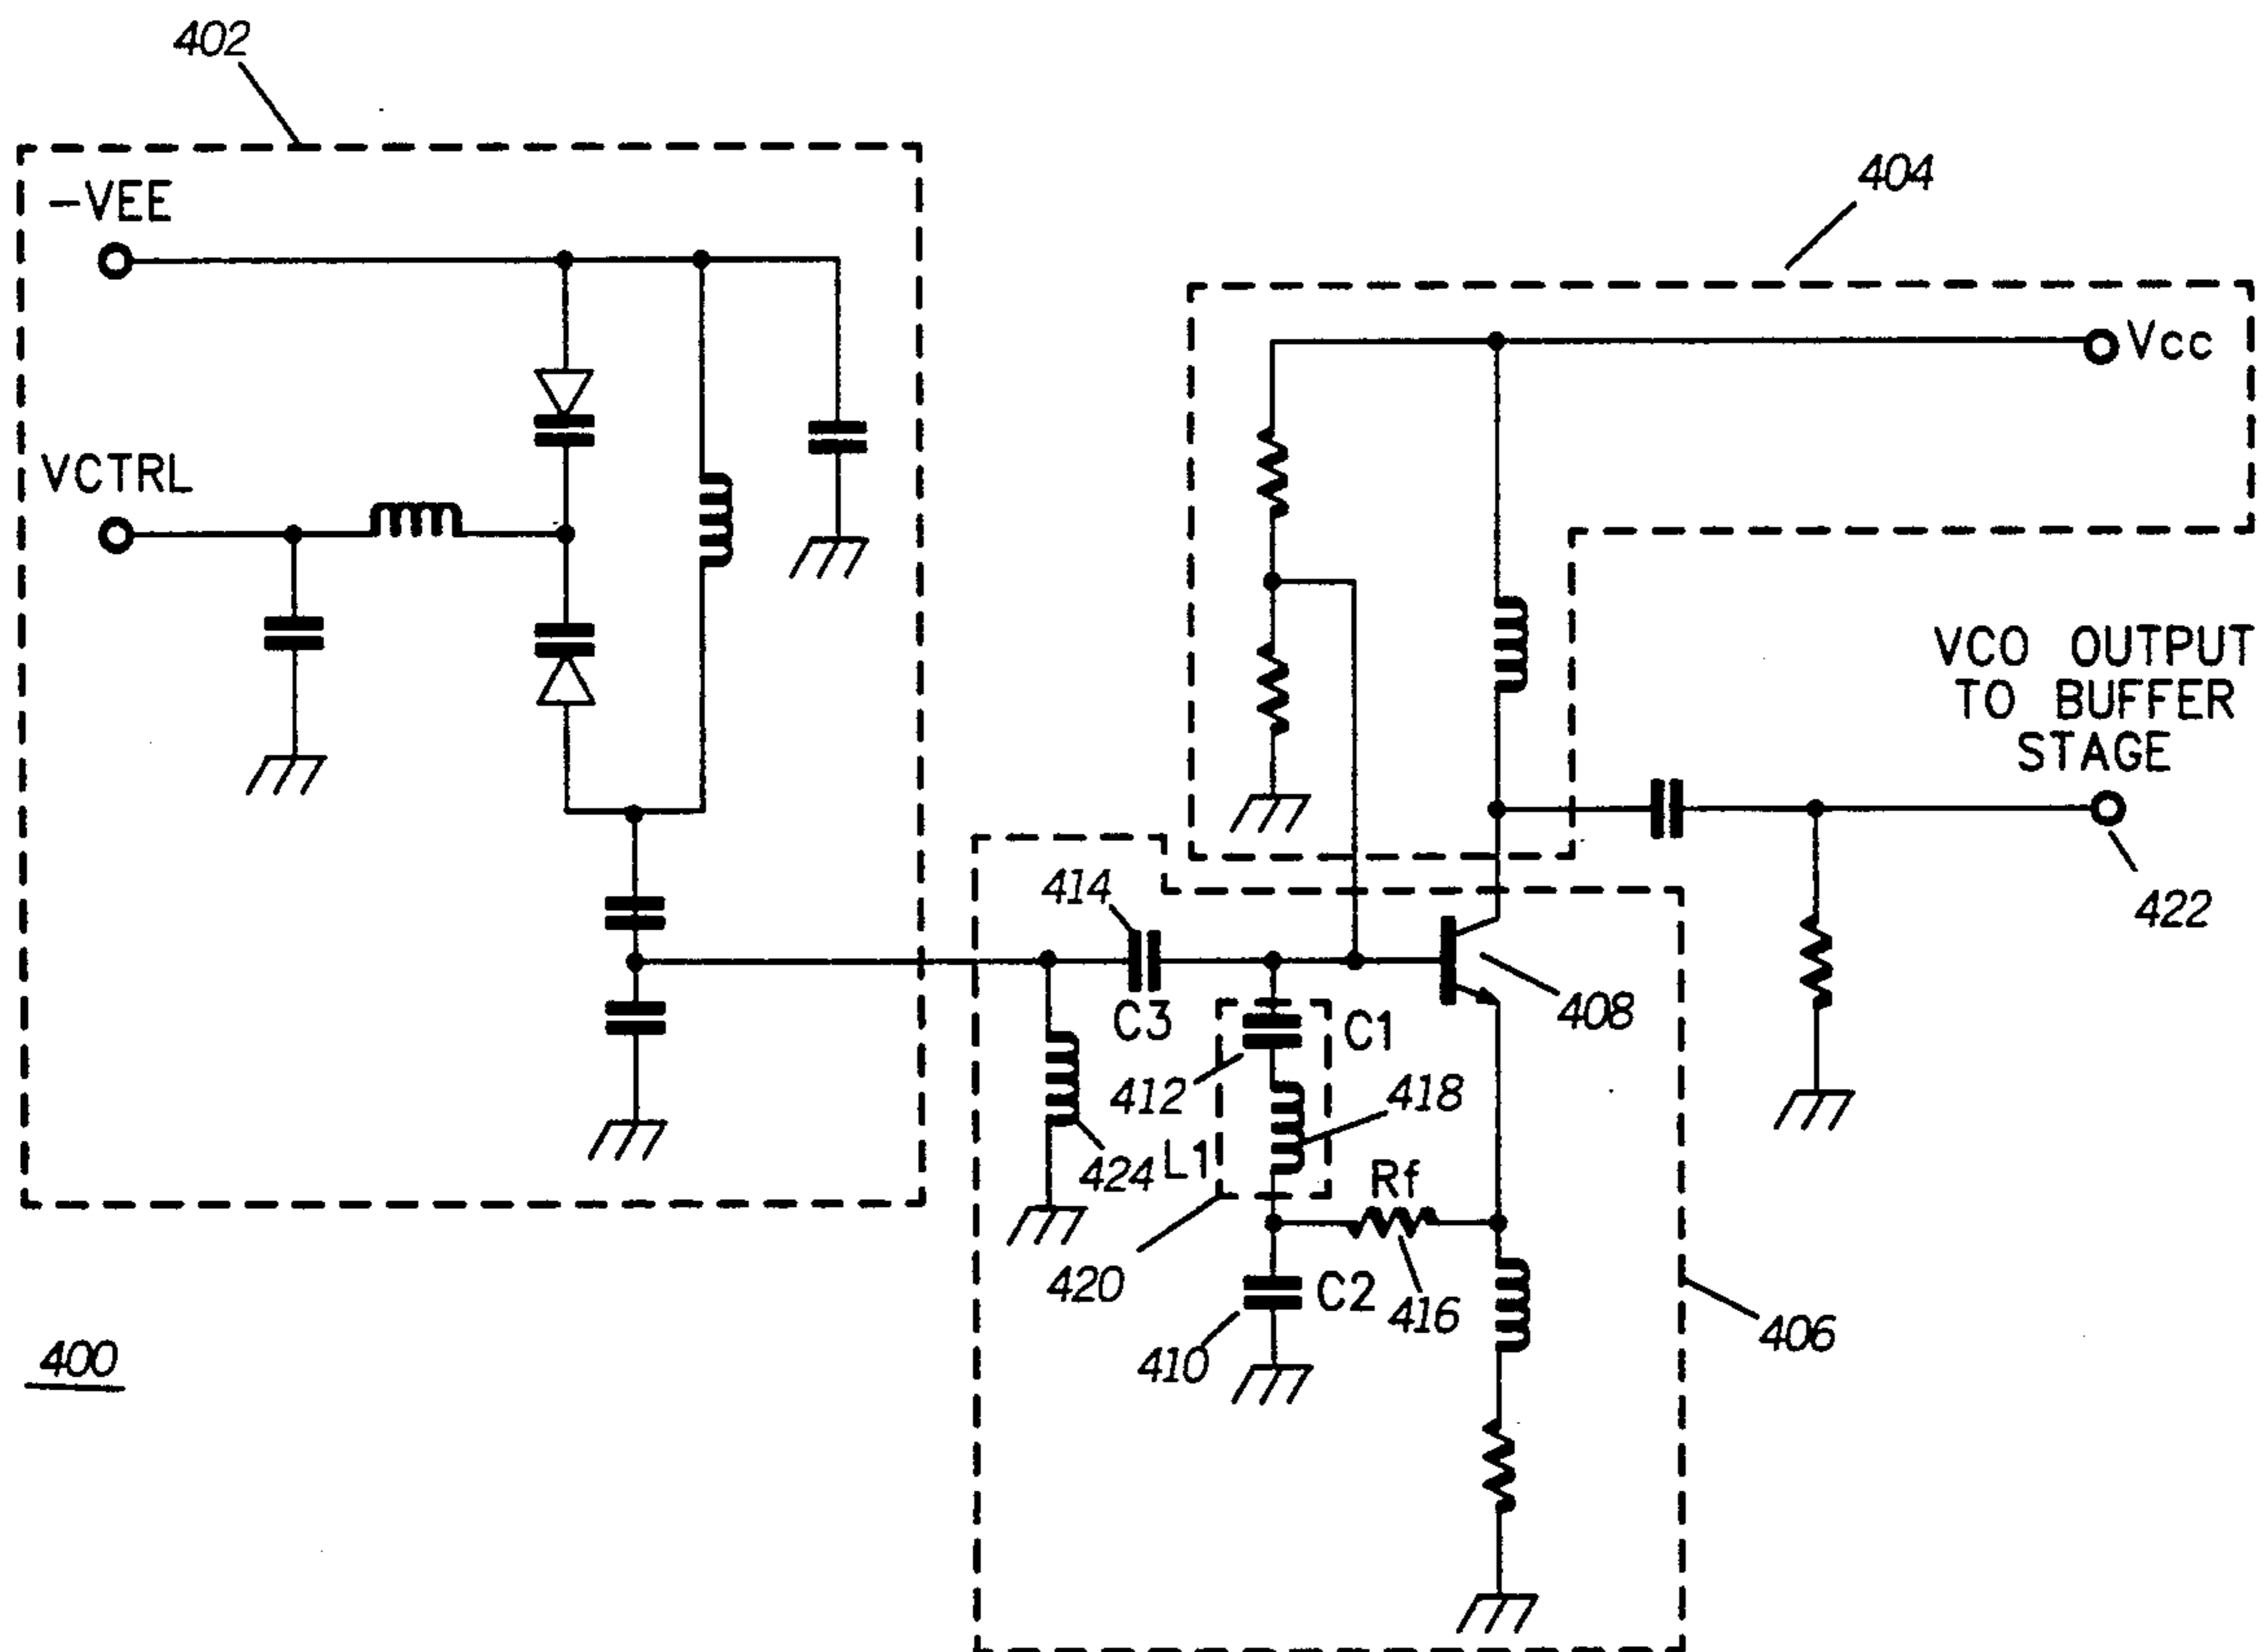 402
-VEE
404
Vcc
VCTRL
VCO OUTPUT
TO BUFFER
STAGE
414
422
C3
C1
408
412
418
424
L1
Rf
420
C2
416
406
410
400